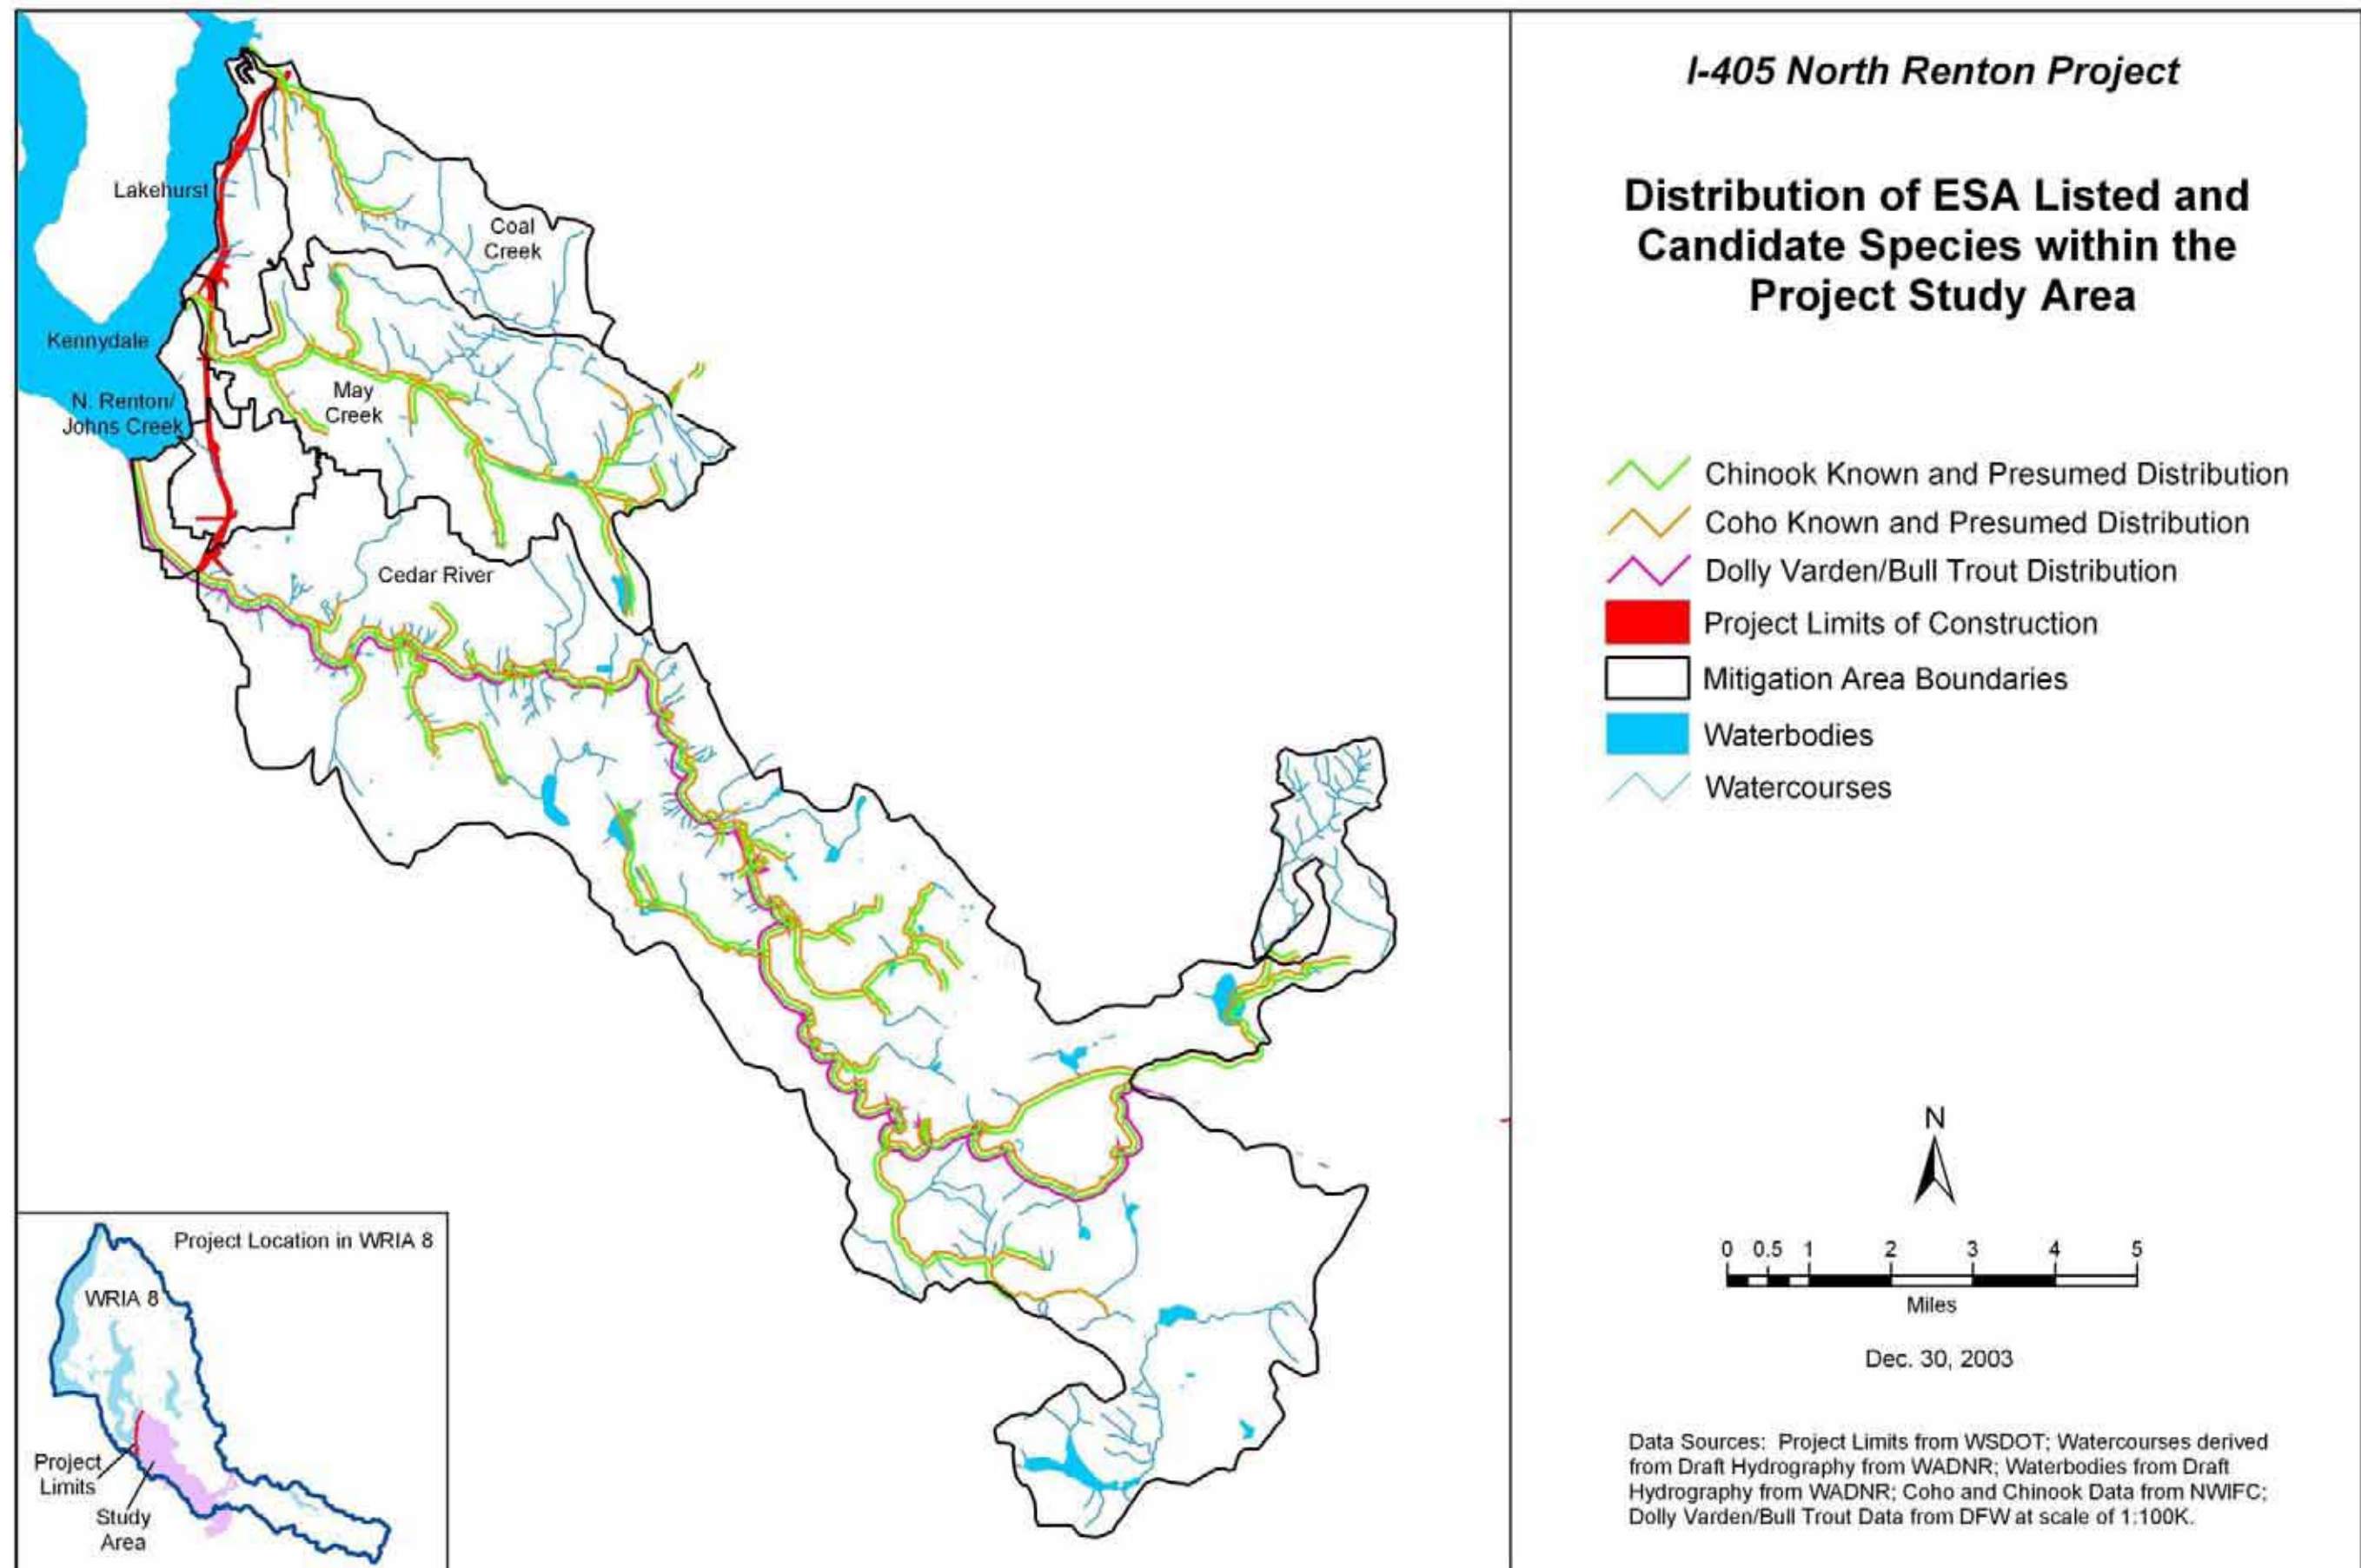 I-405 North Renton Project
Distribution of ESA Listed and
Candidate Species within the
Project Study Area
Chinook Known and Presumed Distribution
Coho Known and Presumed Distribution
Dolly Varden/Bull Trout Distribution
Project Limits of Construction
Mitigation Area Boundaries
Waterbodies
Watercourses
N
0 0.5 1 2 3 4 5
Miles
Dec. 30, 2003
Data Sources: Project Limits from WSDOT; Watercourses derived
from Draft Hydrography from WADNR; Waterbodies from Draft
Hydrography from WADNR; Coho and Chinook Data from NWIFC;
Dolly Varden/Bull Trout Data from DFW at scale of 1:100K.
Lakehurst
Coal
Creek
Kennydale
May
Creek
N. Renton/
Johns Creek
Cedar River
Project Location in WRIA 8
WRIA 8
Project
Limits
Study
Area